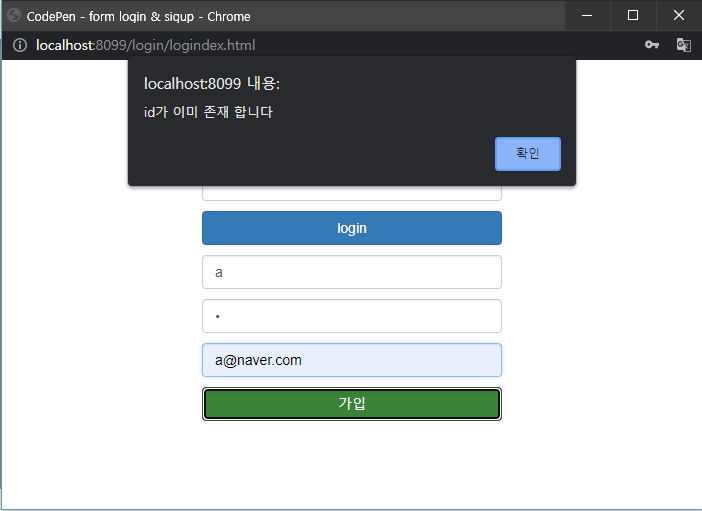 CodePen - form login & siqup - Chrome
localhost:8099/login/logindex.html
localhost:8099 내용:
id가 이미 존재 합니다
확인
login
a
•
a@naver.com
가입